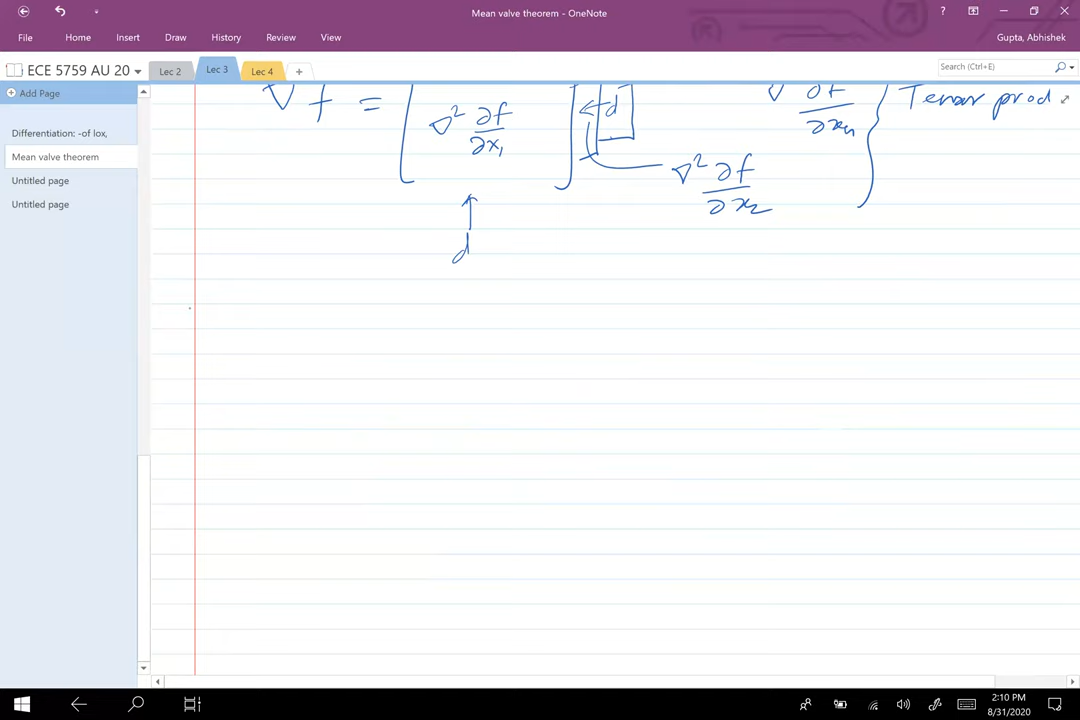 Mean valve theorem - OneNote
File Home Insert Draw History Review View
Gupta, Abhishek
ECE 5759 AU 20
Lec 2 Lec 3 Lec 4
Search (Ctrl+E)
Add Page
Differentiation: -of lox,
Mean valve theorem
Untitled page
Untitled page
∇ f = [ ∇² ∂f/∂x₁ ] ← d
∇ ∂f/∂xₙ } Tensor prod
∇² ∂f/∂x₂
↑
d
2:10 PM
8/31/2020